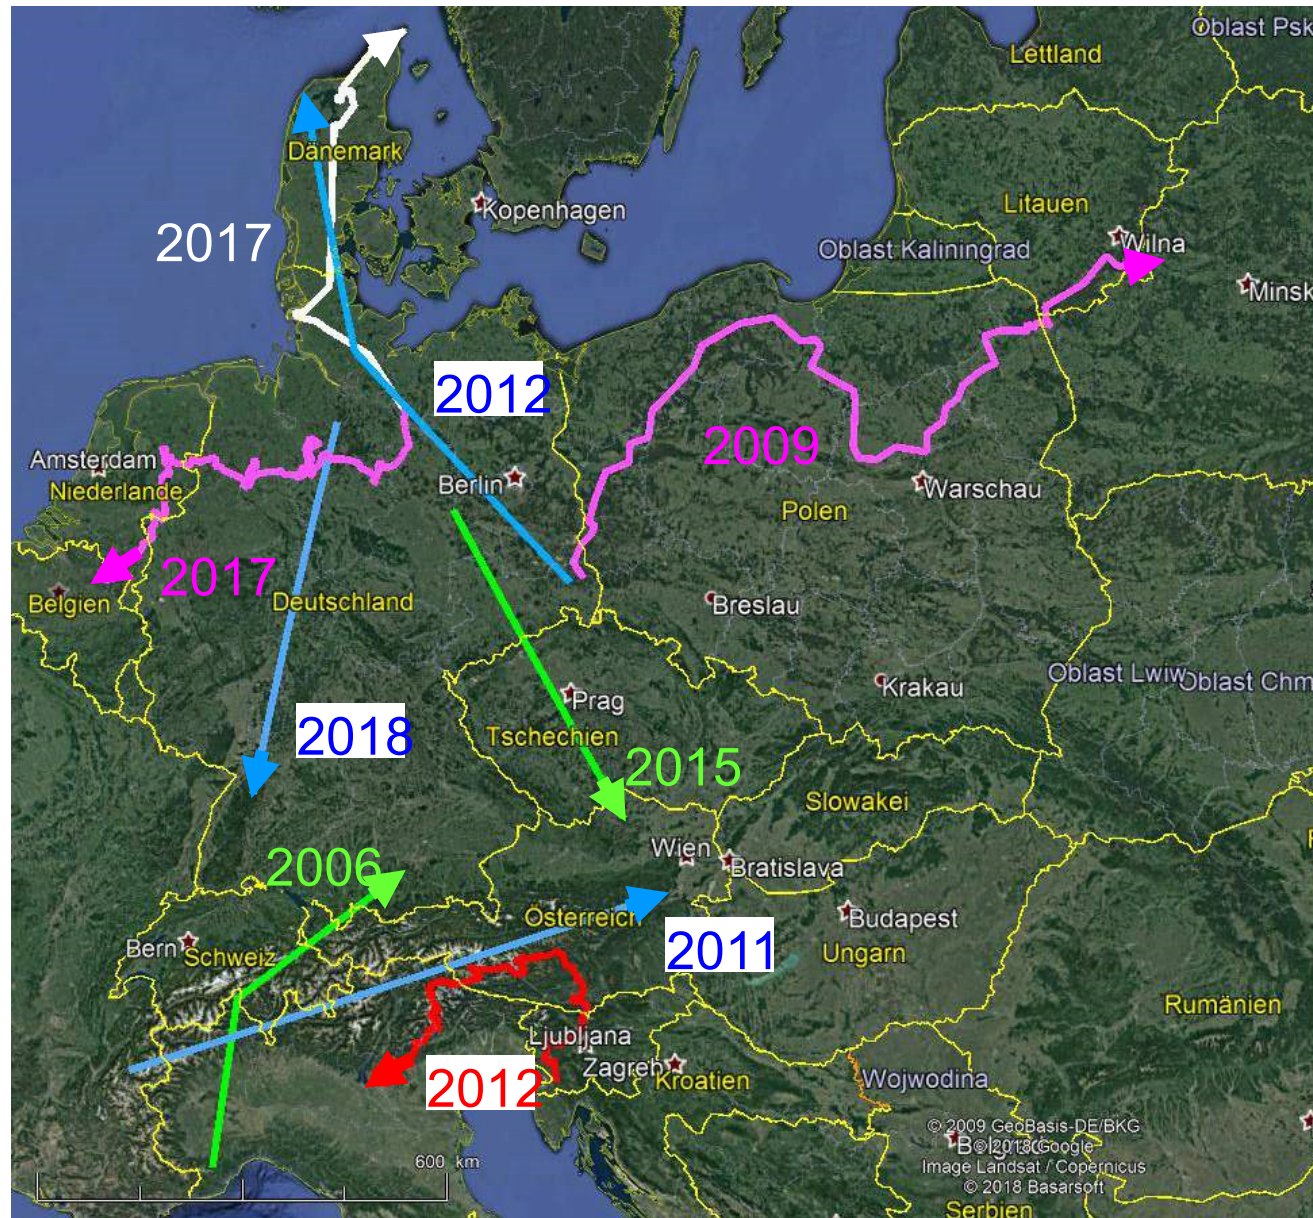 Oblast Psk
Lettland
Dänemark
Litauen
Kopenhagen
2017
Oblast Kaliningrad
Wilna
Minsk
2012
2009
Amsterdam
Niederlande
Berlin
Warschau
Polen
2017
Belgien
Deutschland
Breslau
Oblast Lwiw
Oblast Chm
Krakau
Prag
Tschechien
2018
2015
Slowakei
2006
Wien
Bratislava
Österreich
Budapest
Bern
Schweiz
2011
Ungarn
Rumänien
Ljubljana
Zagreb
Kroatien
2012
Wojwodina
© 2009 GeoBasis-DE/BKG
Belgrad
© 2018 Google
Image Landsat / Copernicus
© 2018 Basarsoft
600 km
Serbien